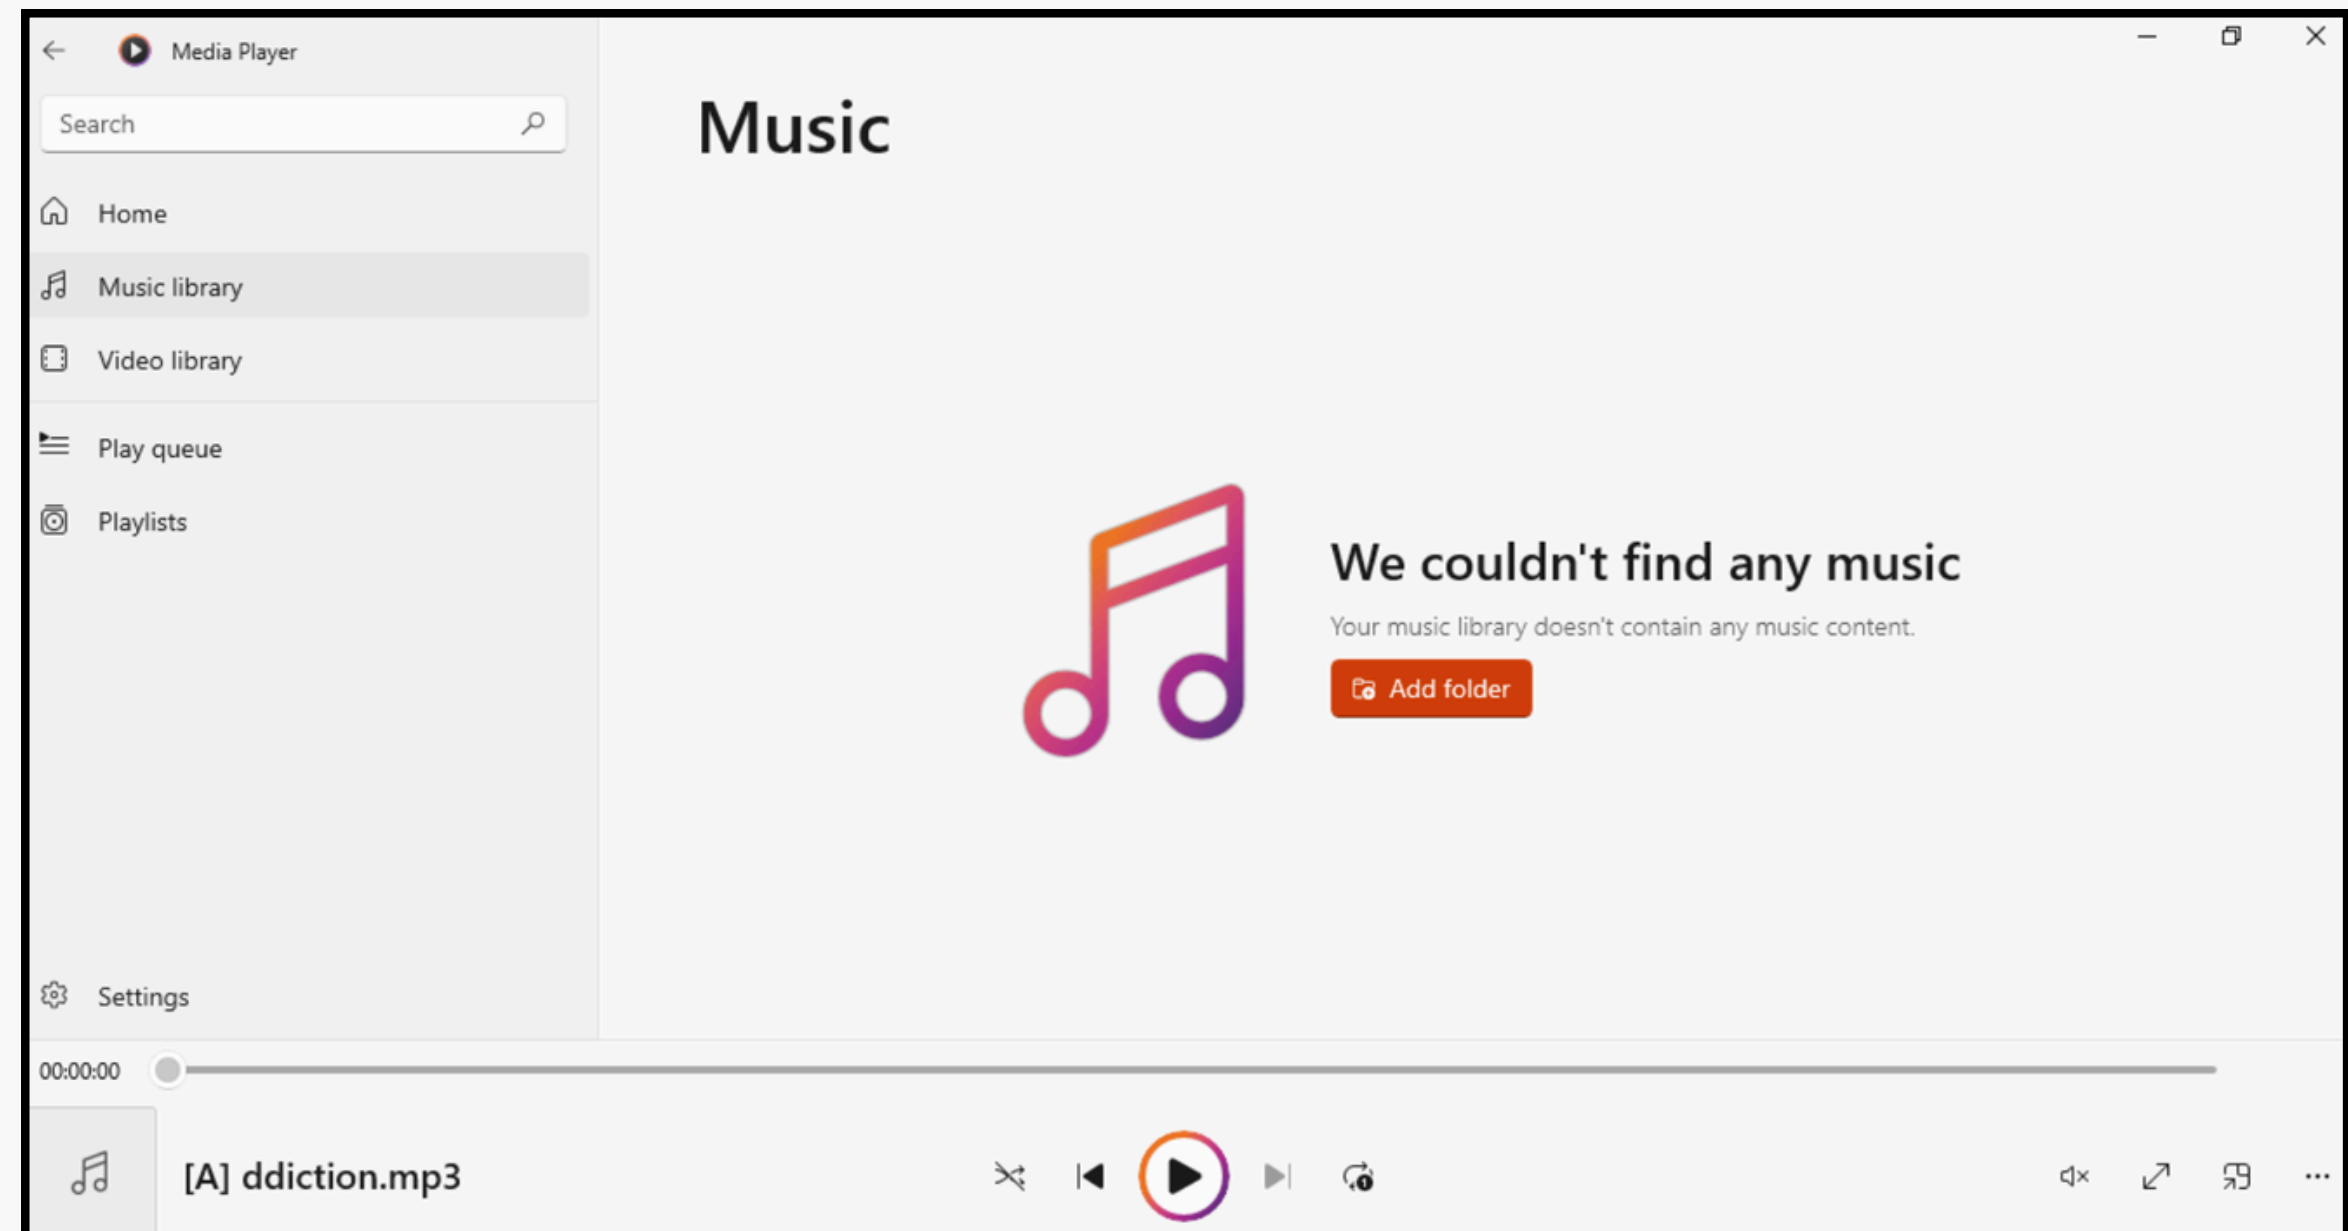 Media Player
Search
Home
Music library
Video library
Play queue
Playlists
Settings
Music
We couldn't find any music
Your music library doesn't contain any music content.
Add folder
00:00:00
[A] ddiction.mp3
1